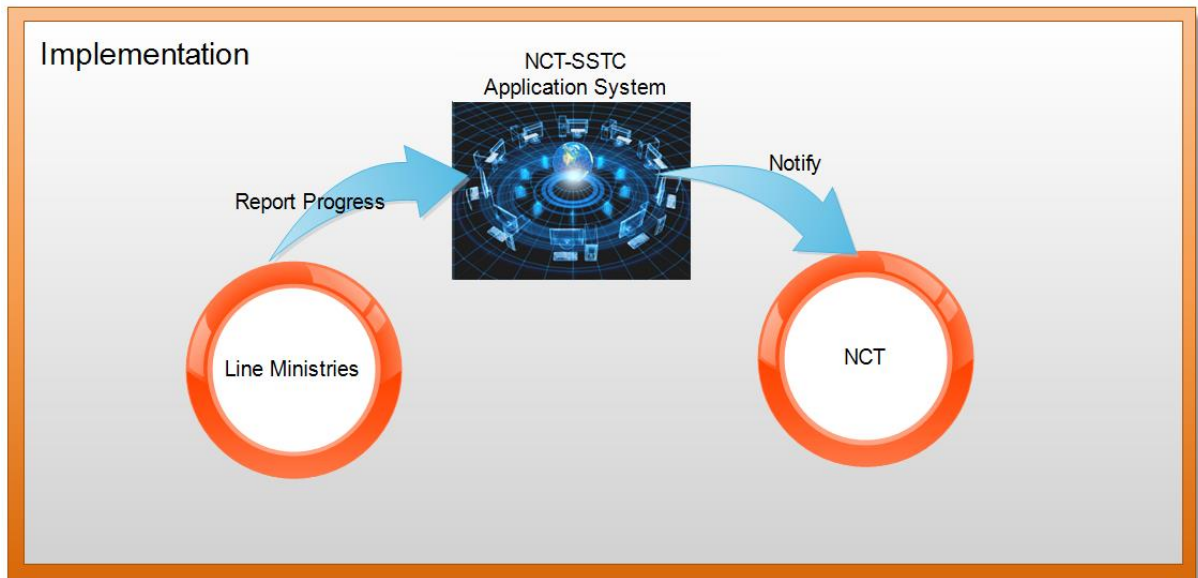 Implementation
NCT-SSTC
Application System
Notify
Report Progress
Line Ministries
NCT